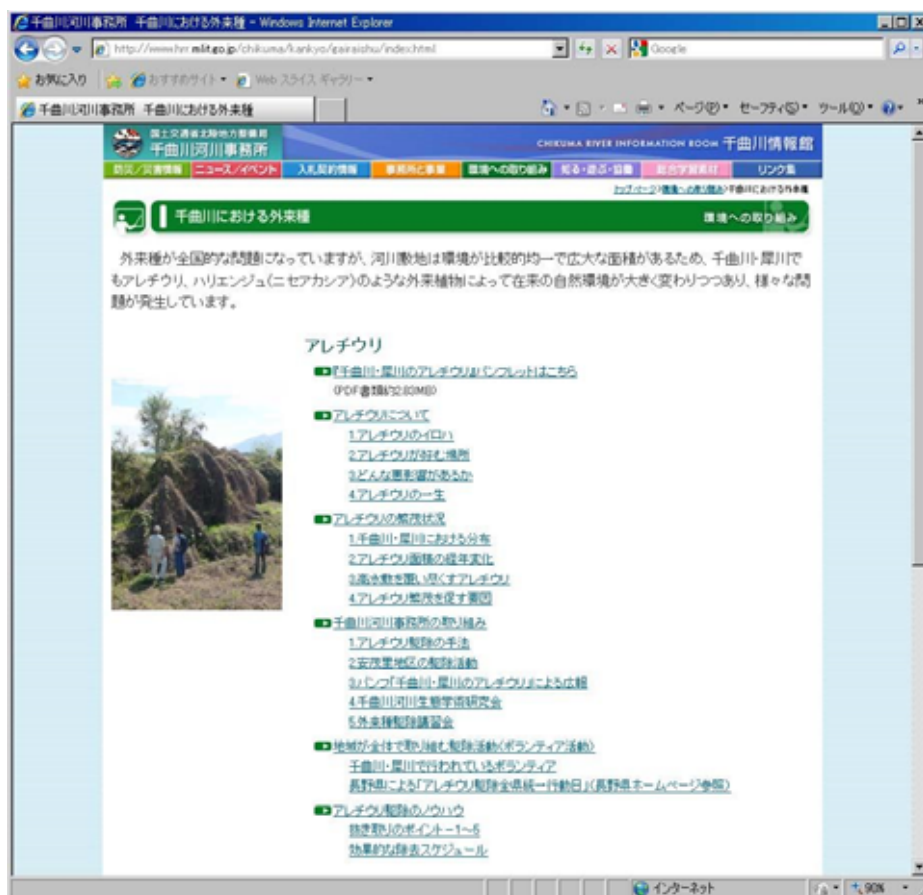 千曲川河川事務所 千曲川における外来種 - Windows Internet Explorer
http://www.hrr.mlit.go.jp/chikuma/kankyo/gairaishu/index.html
Google
お気に入り おすすめサイト Web スライス ギャラリー
千曲川河川事務所 千曲川における外来種
ページ(P) セーフティ(S) ツール(O)
国土交通省北陸地方整備局
千曲川河川事務所
CHIKUMA RIVER INFORMATION ROOM 千曲川情報館
防災/災害情報 ニュース/イベント 入札契約情報 事務所と事業 環境への取り組み 知る・遊ぶ・協働 総合学習素材 リンク集
トップページ>環境への取り組み>千曲川における外来種
千曲川における外来種
環境への取り組み
外来種が全国的な問題になっていますが、河川敷地は環境が比較的均一で広大な面積があるため、千曲川・犀川で
もアレチウリ、ハリエンジュ(ニセアカシア)のような外来植物によって在来の自然環境が大きく変わりつつあり、様々な問
題が発生しています。
アレチウリ
『千曲川・犀川のアレチウリ』パンフレットはこちら
(PDF書類約2.83MB)
アレチウリについて
1.アレチウリのイロハ
2.アレチウリが好む場所
3.どんな悪影響があるか
4.アレチウリの一生
アレチウリの繁茂状況
1.千曲川・犀川における分布
2.アレチウリ面積の経年変化
3.高水敷を覆い尽くすアレチウリ
4.アレチウリ繁茂を促す要因
千曲川河川事務所の取り組み
1.アレチウリ駆除の手法
2.安茂里地区の駆除活動
3.パンフ『千曲川・犀川のアレチウリ』による広報
4.千曲川河川生態学術研究会
5.外来種駆除講習会
地域が全体で取り組む駆除活動(ボランティア活動)
千曲川・犀川で行われているボランティア
長野県による「アレチウリ駆除全県統一行動日」(長野県ホームページ参照)
アレチウリ駆除のノウハウ
抜き取りのポイント-1～5
効果的な除去スケジュール
インターネット
90%